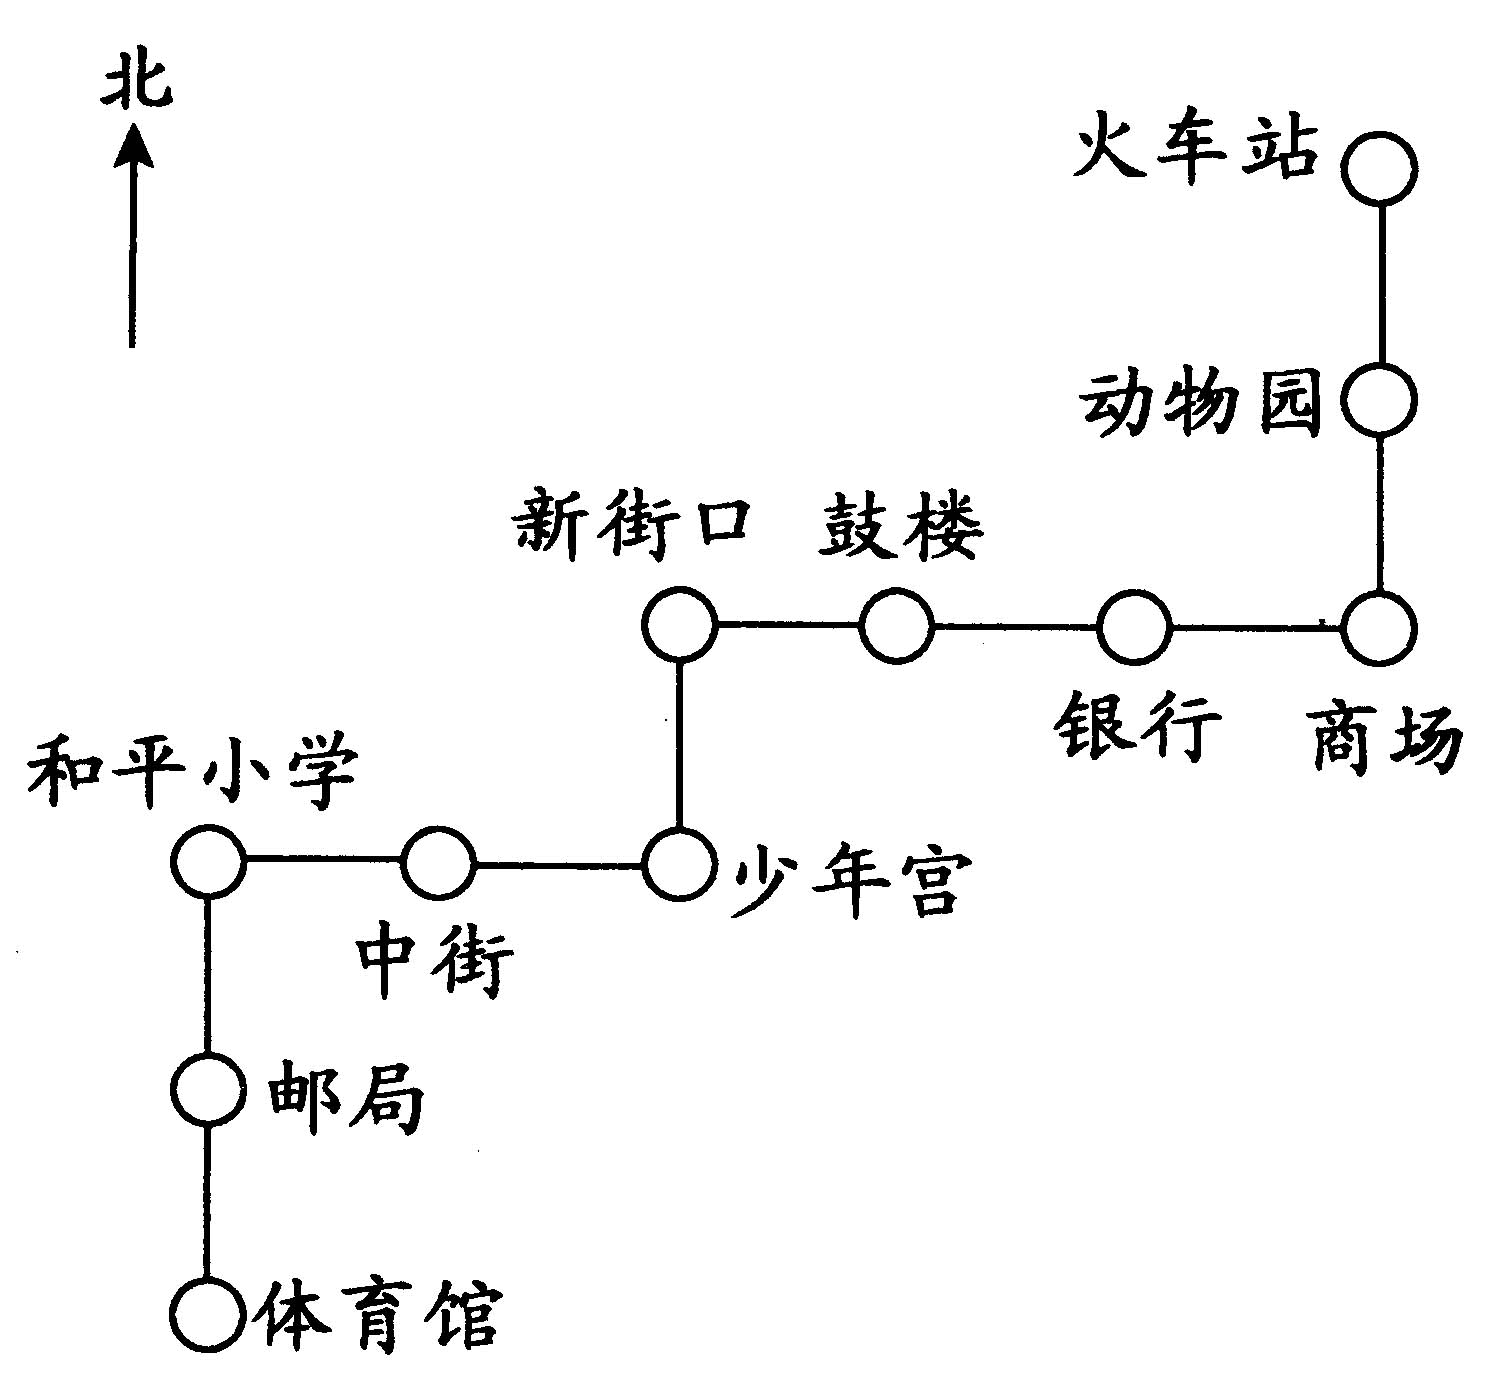 北
火车站
动物园
新街口
鼓楼
银行
商场
和平小学
中街
少年宫
邮局
体育馆